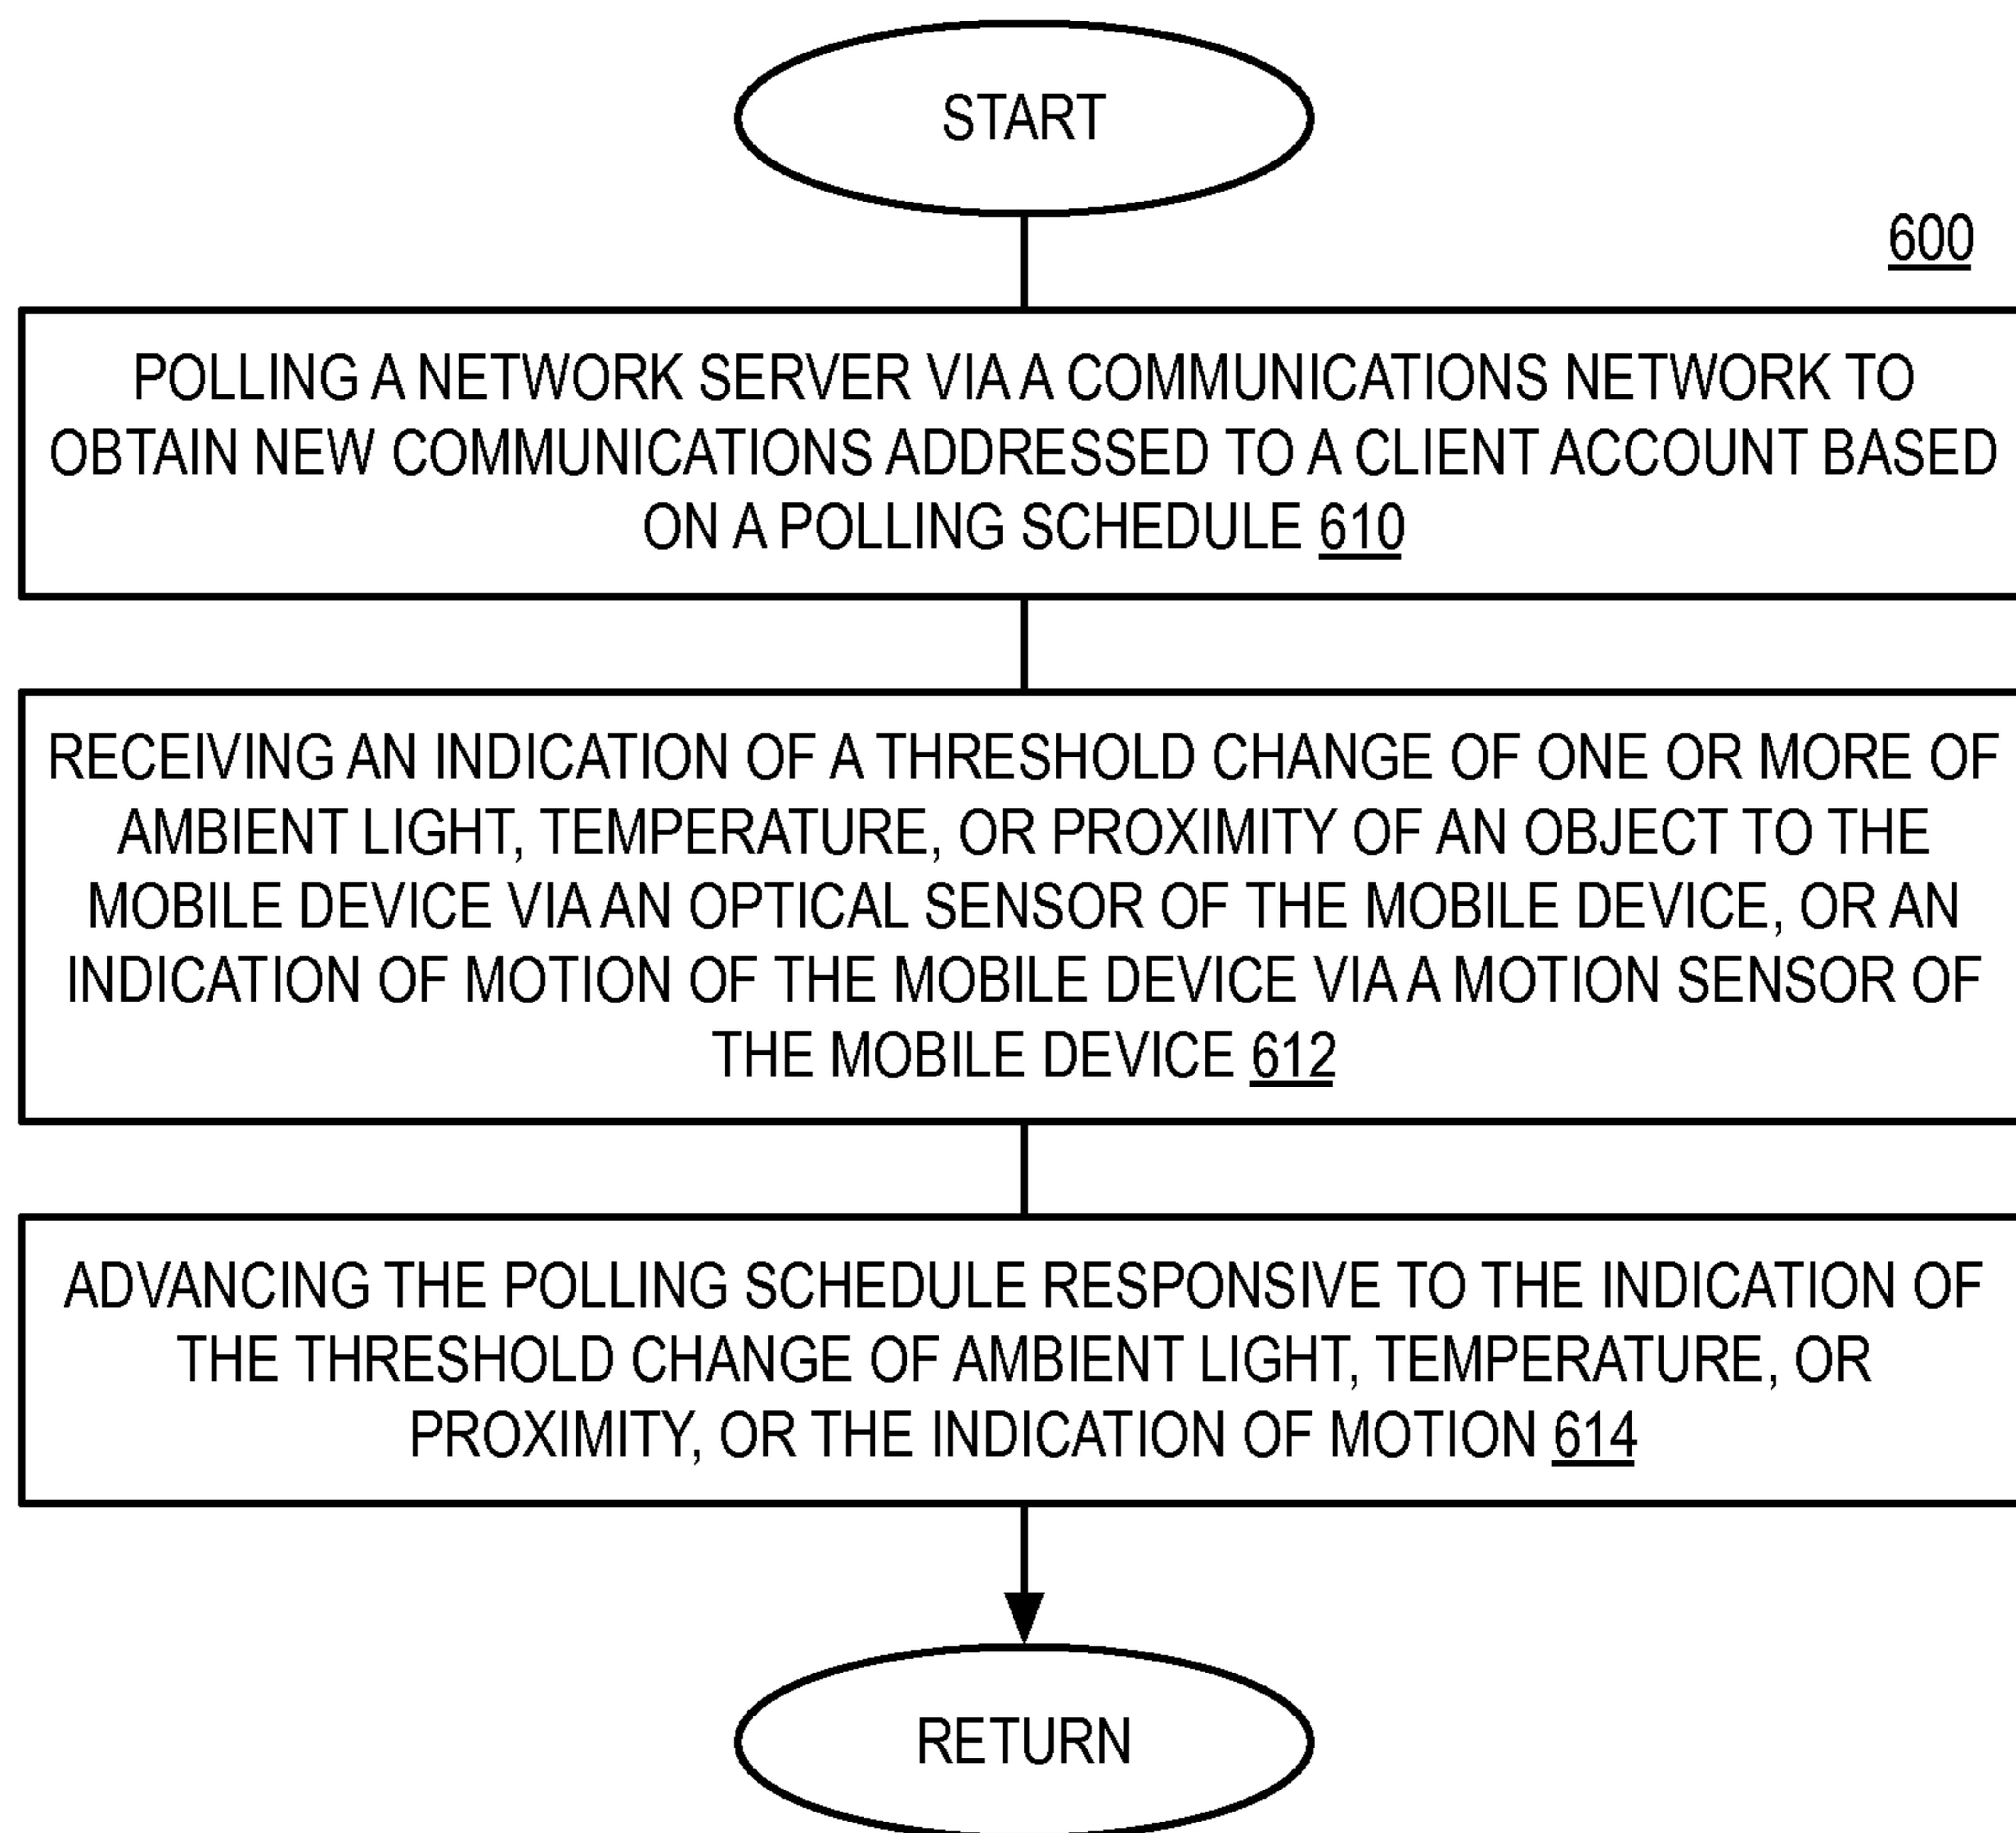 START
600
POLLING A NETWORK SERVER VIA A COMMUNICATIONS NETWORK TO
OBTAIN NEW COMMUNICATIONS ADDRESSED TO A CLIENT ACCOUNT BASED
ON A POLLING SCHEDULE 610
RECEIVING AN INDICATION OF A THRESHOLD CHANGE OF ONE OR MORE OF
AMBIENT LIGHT, TEMPERATURE, OR PROXIMITY OF AN OBJECT TO THE
MOBILE DEVICE VIA AN OPTICAL SENSOR OF THE MOBILE DEVICE, OR AN
INDICATION OF MOTION OF THE MOBILE DEVICE VIA A MOTION SENSOR OF
THE MOBILE DEVICE 612
ADVANCING THE POLLING SCHEDULE RESPONSIVE TO THE INDICATION OF
THE THRESHOLD CHANGE OF AMBIENT LIGHT, TEMPERATURE, OR
PROXIMITY, OR THE INDICATION OF MOTION 614
RETURN